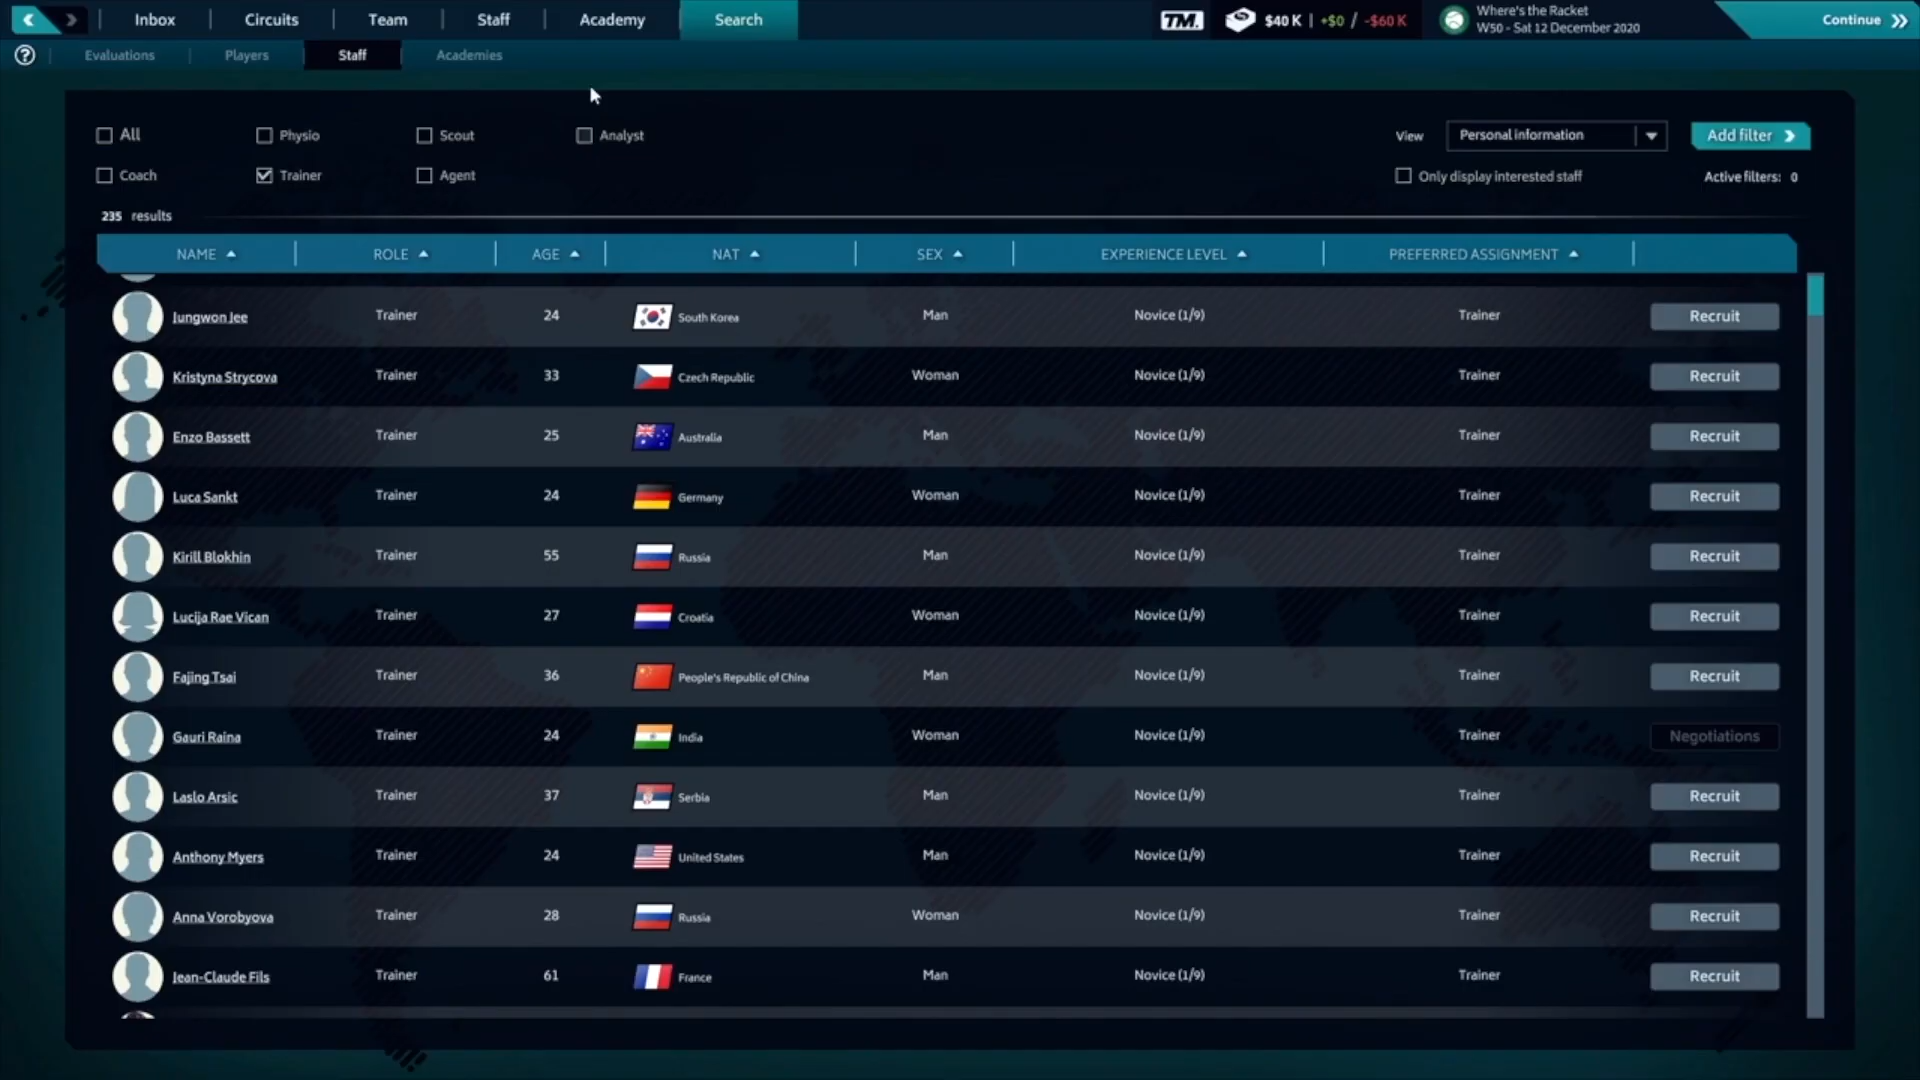 Inbox Circuits Team Staff Academy Search TM. $40 K | +$0 / -$60 K Where's the Racket Continue
W50 - Sat 12 December 2020
? Evaluations Players Staff Academies
All Physio Scout Analyst View Personal information Add filter
Coach Trainer Agent Only display interested staff Active filters: 0
235 results
NAME ROLE AGE NAT SEX EXPERIENCE LEVEL PREFERRED ASSIGNMENT
Jungwon Jee Trainer 24 South Korea Man Novice (1/9) Trainer Recruit
Kristyna Strycova Trainer 33 Czech Republic Woman Novice (1/9) Trainer Recruit
Enzo Bassett Trainer 25 Australia Man Novice (1/9) Trainer Recruit
Luca Sankt Trainer 24 Germany Woman Novice (1/9) Trainer Recruit
Kirill Blokhin Trainer 55 Russia Man Novice (1/9) Trainer Recruit
Lucija Rae Vican Trainer 27 Croatia Woman Novice (1/9) Trainer Recruit
Fajing Tsai Trainer 36 People's Republic of China Man Novice (1/9) Trainer Recruit
Gauri Raina Trainer 24 India Woman Novice (1/9) Trainer Negotiations
Laslo Arsic Trainer 37 Serbia Man Novice (1/9) Trainer Recruit
Anthony Myers Trainer 24 United States Man Novice (1/9) Trainer Recruit
Anna Vorobyova Trainer 28 Russia Woman Novice (1/9) Trainer Recruit
Jean-Claude Fils Trainer 61 France Man Novice (1/9) Trainer Recruit